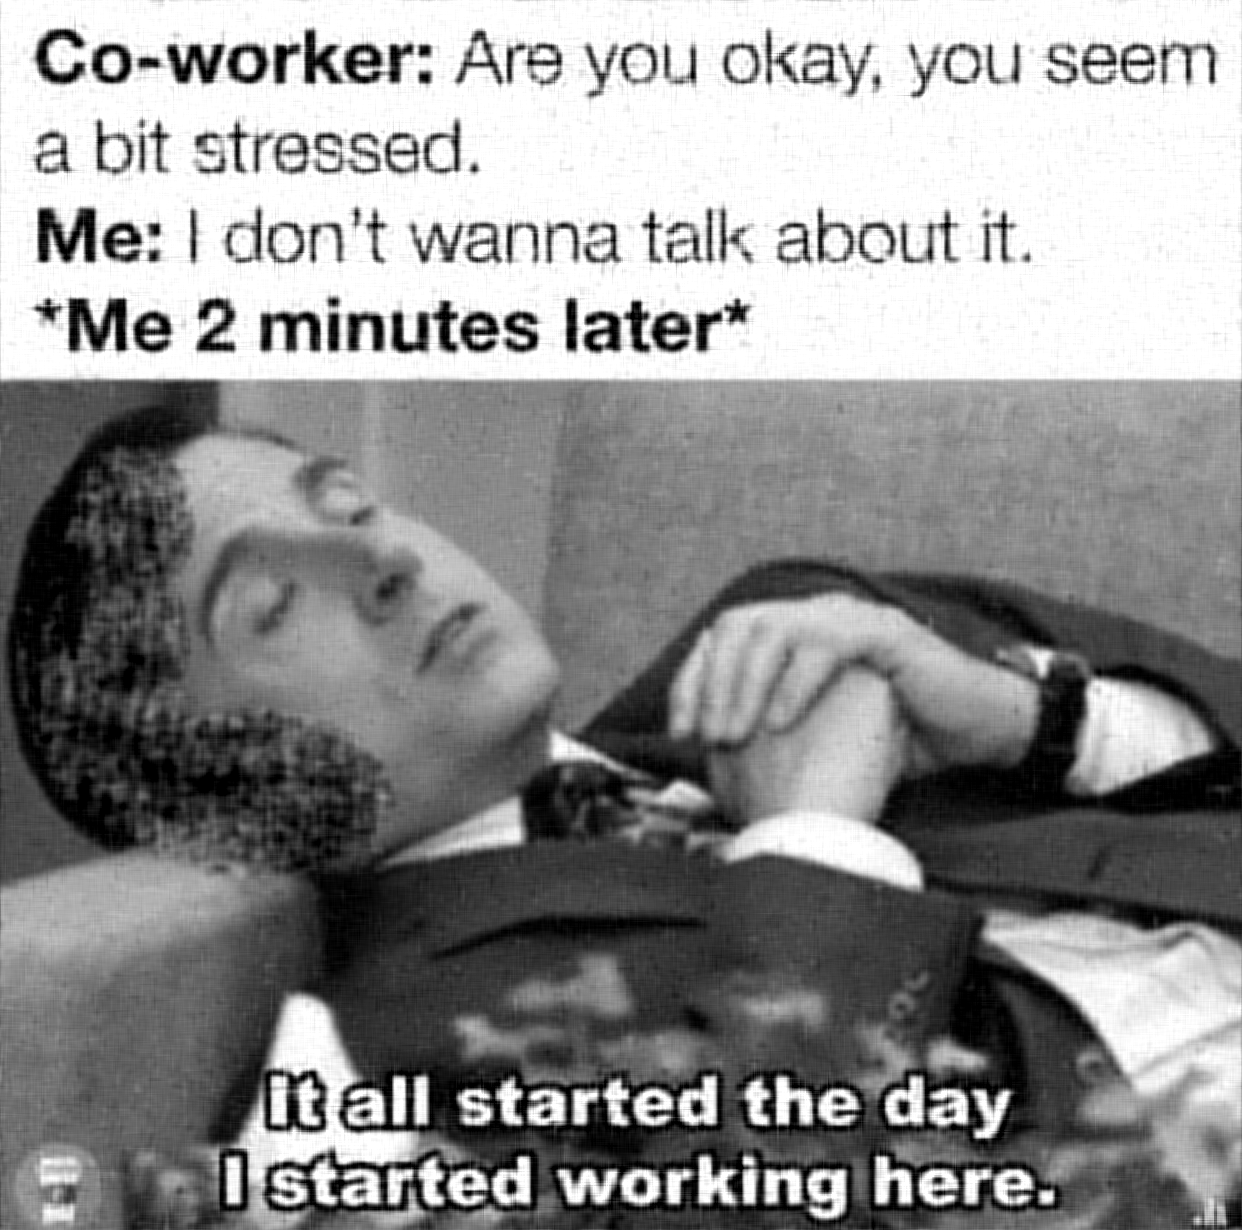 Co-worker: Are you okay, you seem
a bit stressed.
Me: I don't wanna talk about it.
*Me 2 minutes later*
It all started the day
I started working here.